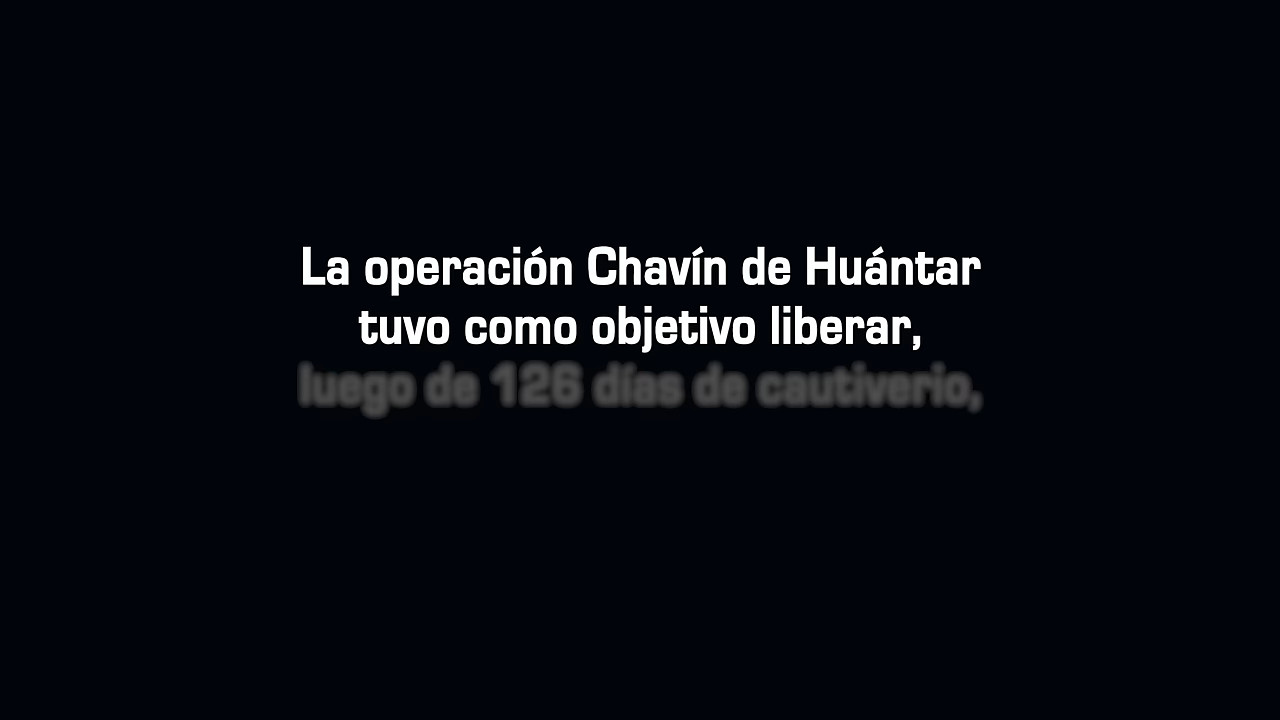 La operación Chavín de Huántar
tuvo como objetivo liberar,
luego de 126 días de cautiverio,